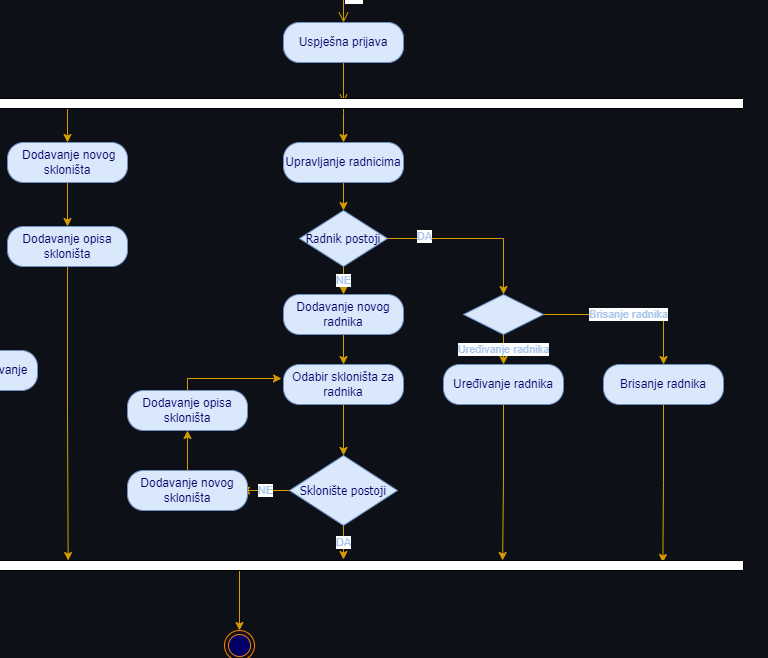 Uspješna prijava
Dodavanje novog
skloništa
Upravljanje radnicima
Dodavanje opisa
skloništa
Radnik postoji
DA
NE
Dodavanje novog
radnika
Brisanje radnika
Uređivanje radnika
vanje
Odabir skloništa za
radnika
Uređivanje radnika
Brisanje radnika
Dodavanje opisa
skloništa
Dodavanje novog
skloništa
NE
Sklonište postoji
DA